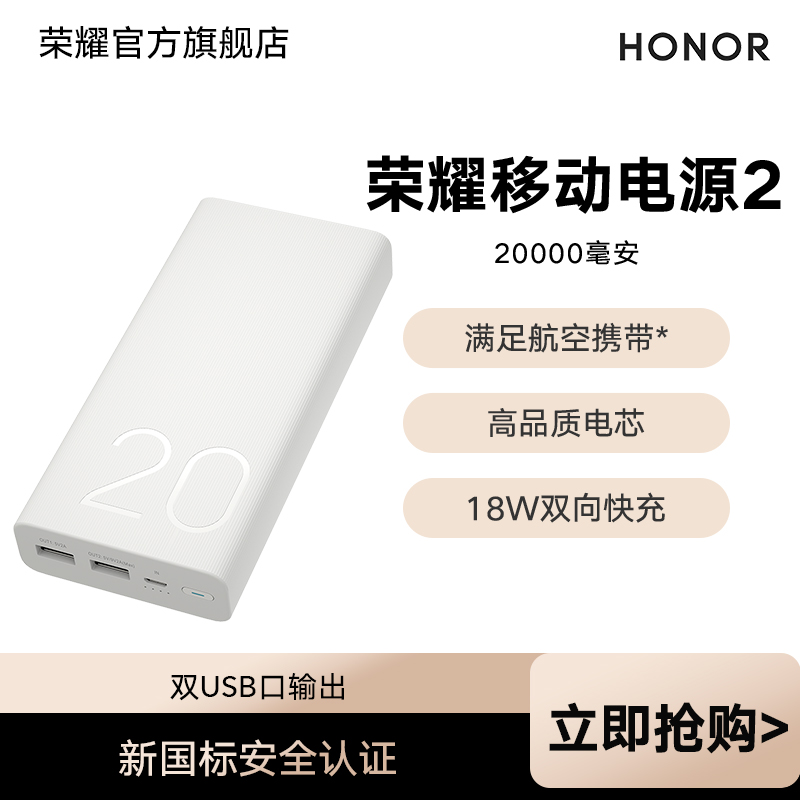 荣耀官方旗舰店
HONOR
荣耀移动电源2
20000毫安
满足航空携带*
高品质电芯
18W双向快充
20
双USB口输出
立即抢购>
新国标安全认证